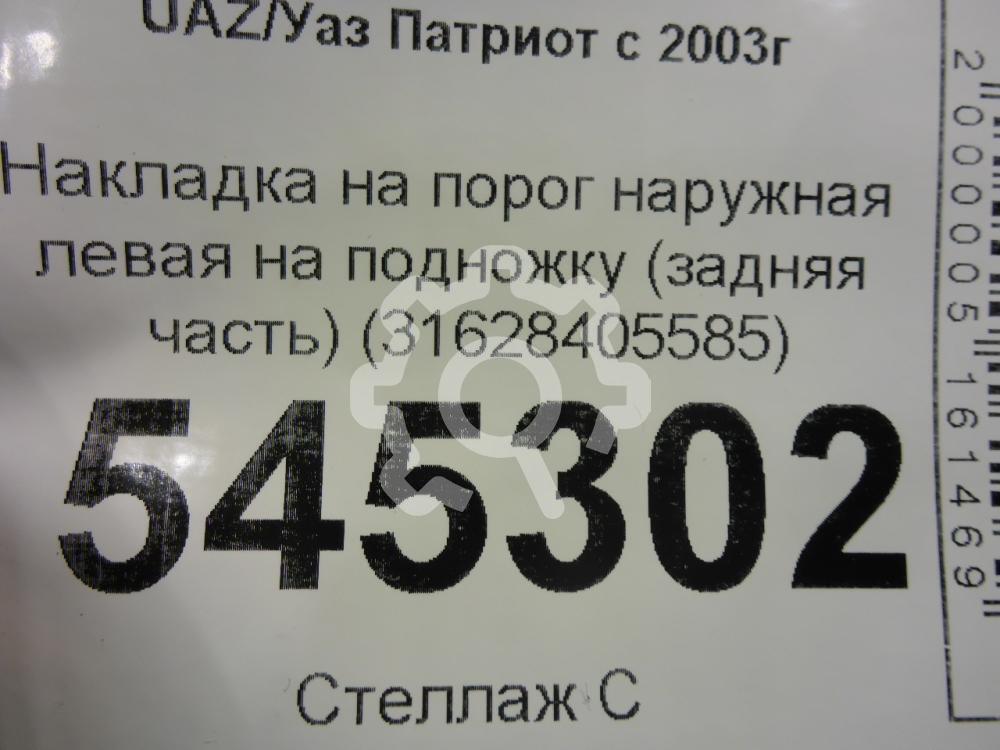 UAZ/Уаз Патриот с 2003г
Накладка на порог наружная
левая на подножку (задняя
часть) (31628405585)
545302
Стеллаж С
2000005161469